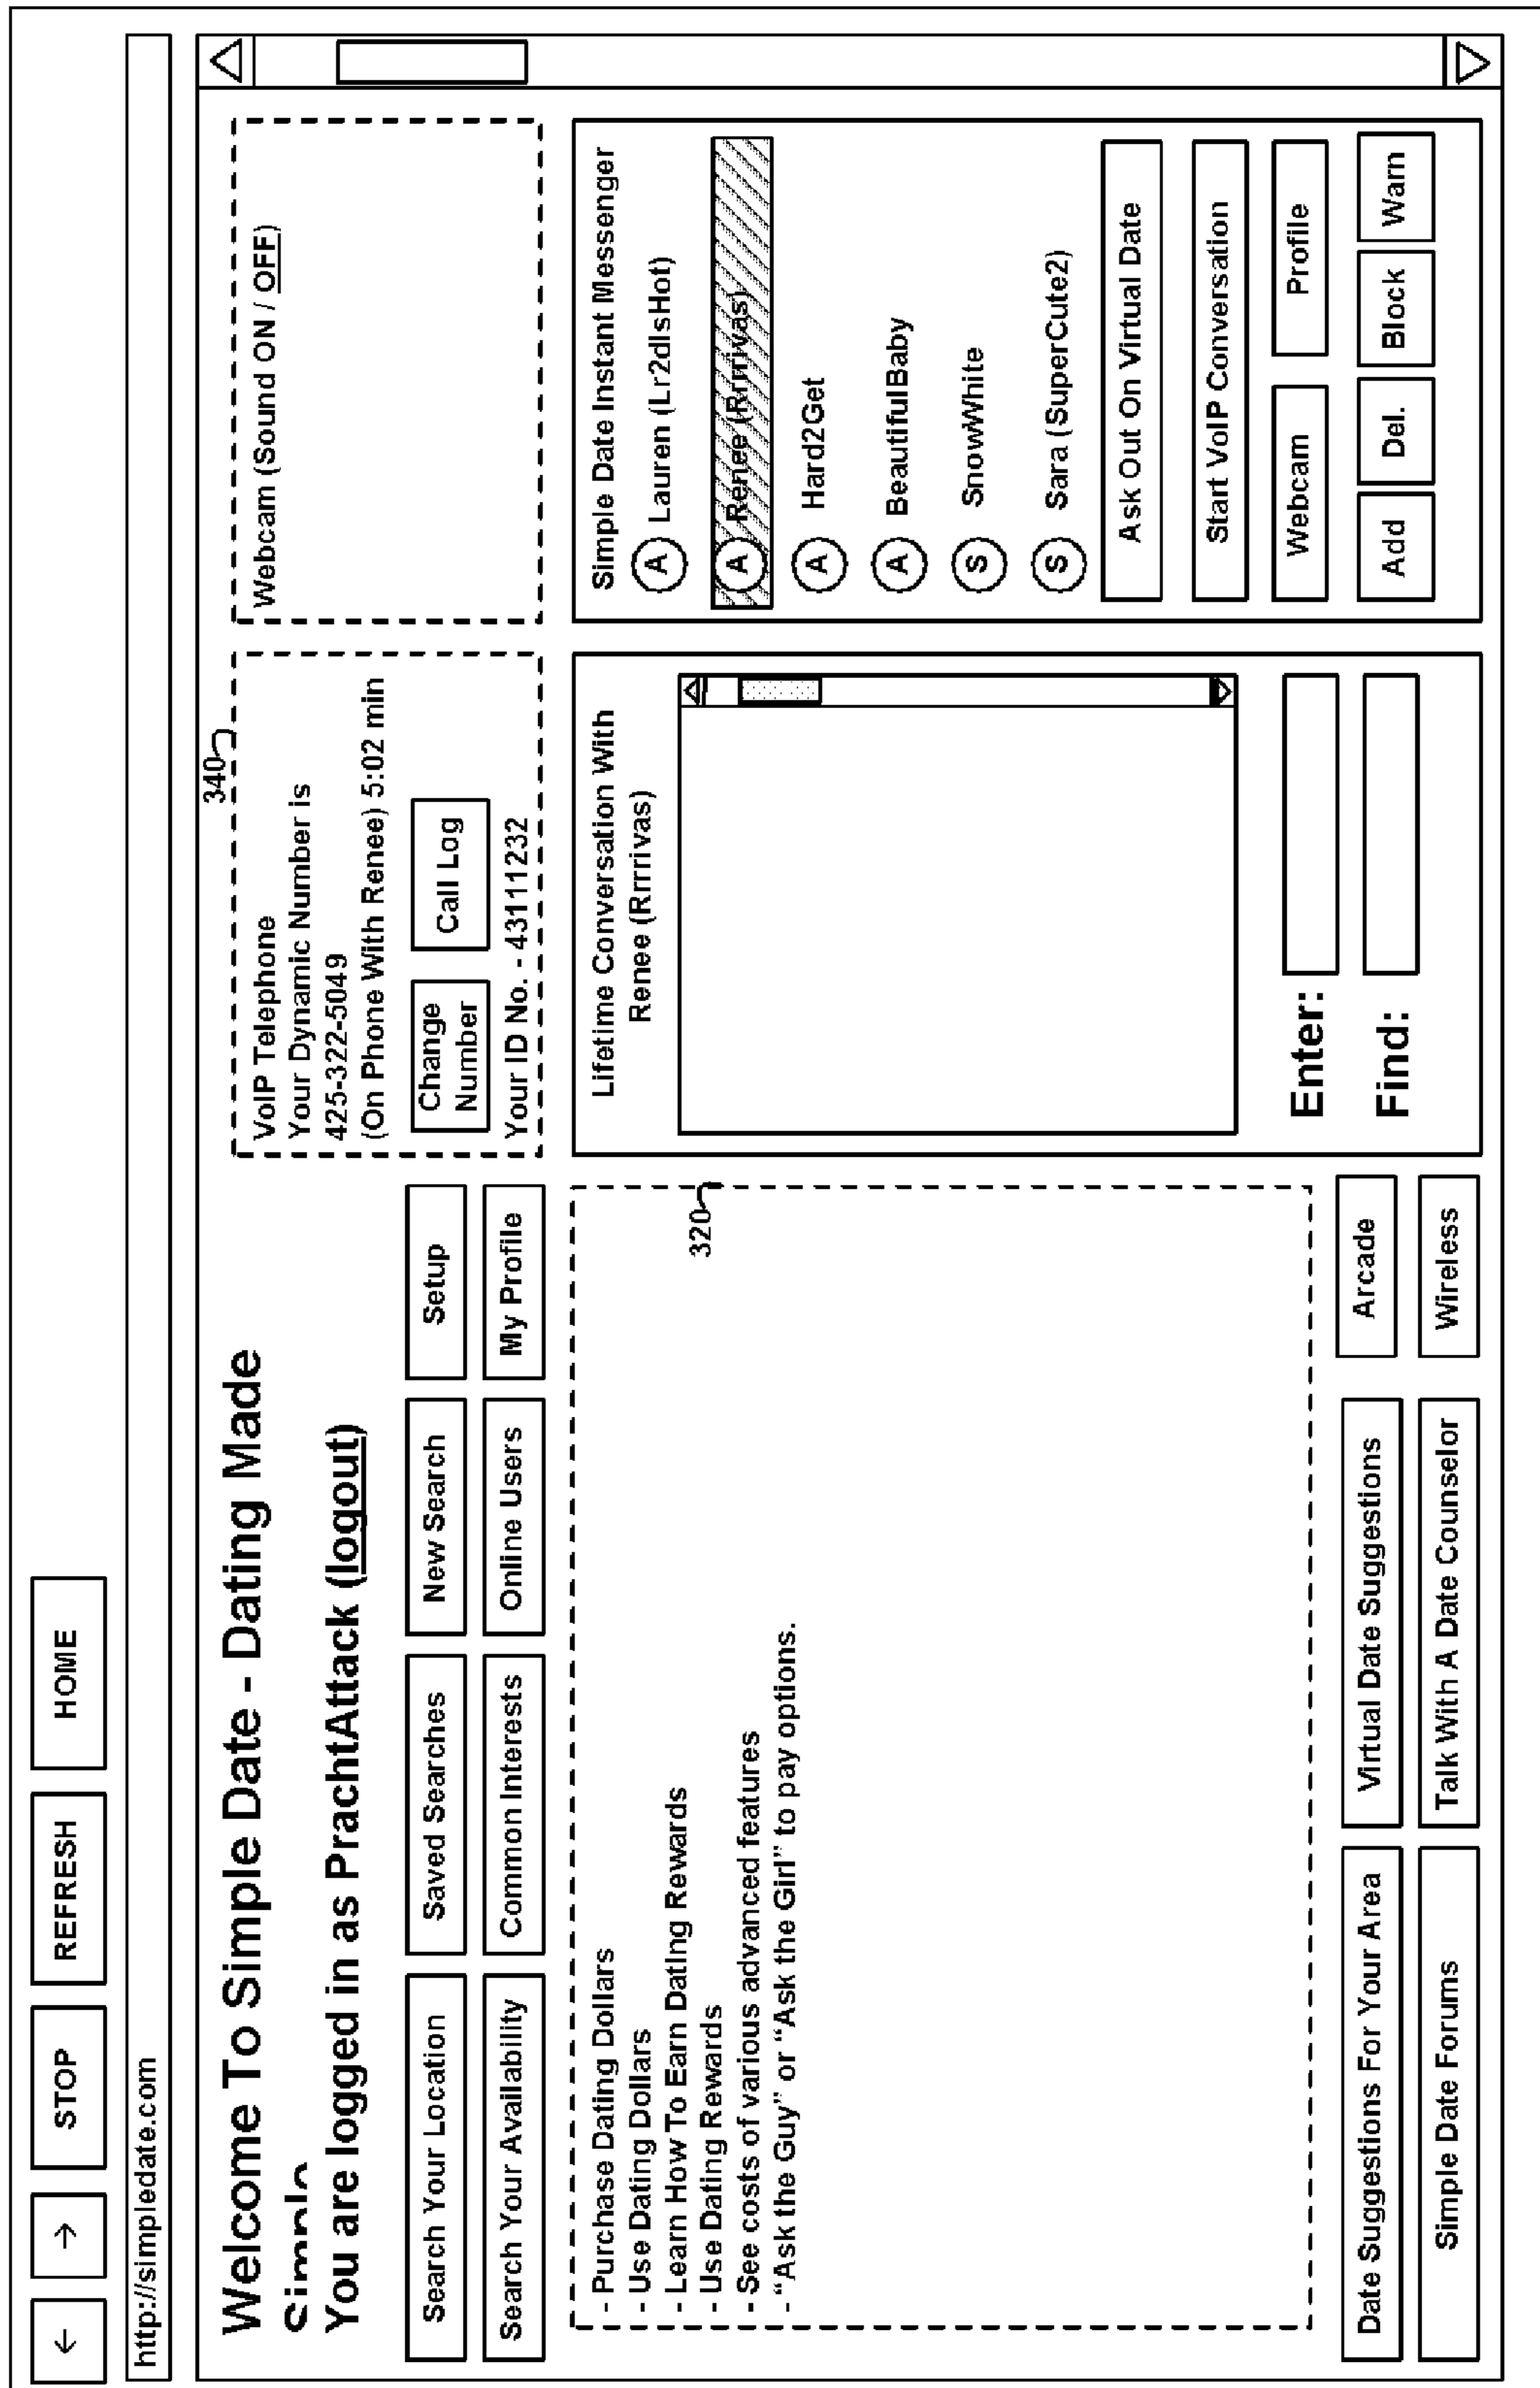 ← → STOP REFRESH HOME
http://simpledate.com
Welcome To Simple Date - Dating Made
Simple
You are logged in as PrachtAttack (logout)
Search Your Location
Saved Searches
New Search
Setup
Search Your Availability
Common Interests
Online Users
My Profile
340
VoIP Telephone
Your Dynamic Number is
425-322-5049
(On Phone With Renee) 5:02 min
Change
Number
Call Log
Your ID No. - 43111232
Webcam (Sound ON / OFF)
320
- Purchase Dating Dollars
- Use Dating Dollars
- Learn How To Earn Dating Rewards
- Use Dating Rewards
- See costs of various advanced features
- “Ask the Guy” or “Ask the Girl” to pay options.
Date Suggestions For Your Area
Virtual Date Suggestions
Arcade
Simple Date Forums
Talk With A Date Counselor
Wireless
Lifetime Conversation With
Renee (Rrrrivas)
Enter:
Find:
Simple Date Instant Messenger
A Lauren (Lr2dIsHot)
A Renee (Rrrrivas)
A Hard2Get
A BeautifulBaby
S SnowWhite
S Sara (SuperCute2)
Ask Out On Virtual Date
Start VoIP Conversation
Webcam
Profile
Add
Del.
Block
Warn